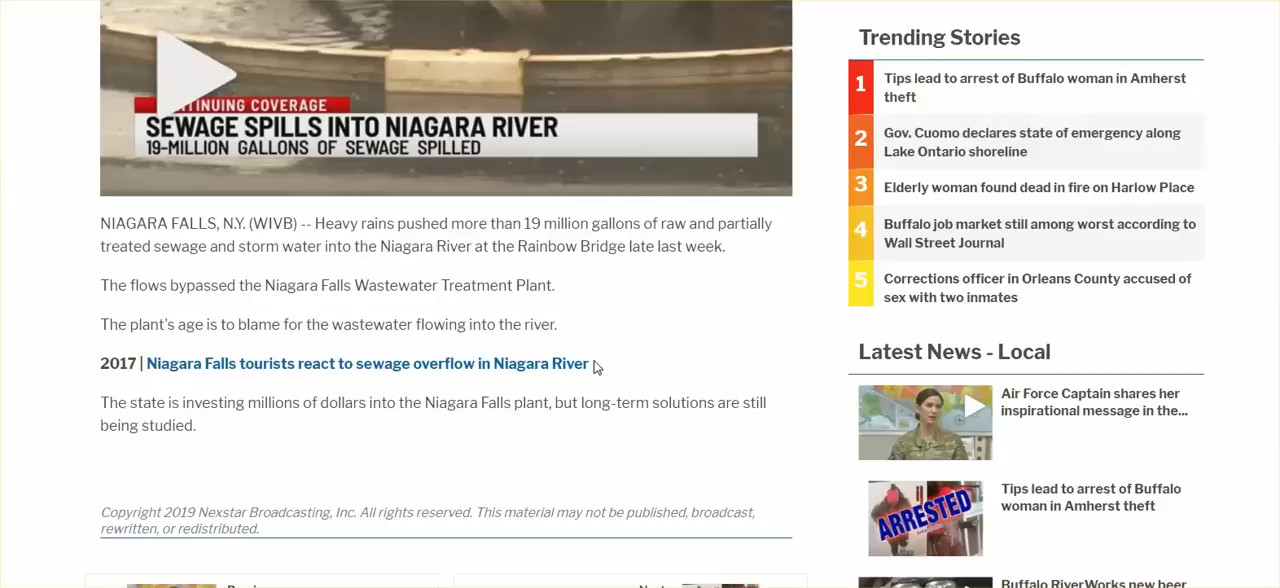 CONTINUING COVERAGE
SEWAGE SPILLS INTO NIAGARA RIVER
19-MILLION GALLONS OF SEWAGE SPILLED
NIAGARA FALLS, N.Y. (WIVB) -- Heavy rains pushed more than 19 million gallons of raw and partially
treated sewage and storm water into the Niagara River at the Rainbow Bridge late last week.
The flows bypassed the Niagara Falls Wastewater Treatment Plant.
The plant's age is to blame for the wastewater flowing into the river.
2017 | Niagara Falls tourists react to sewage overflow in Niagara River
The state is investing millions of dollars into the Niagara Falls plant, but long-term solutions are still
being studied.
Copyright 2019 Nexstar Broadcasting, Inc. All rights reserved. This material may not be published, broadcast,
rewritten, or redistributed.
Trending Stories
1 Tips lead to arrest of Buffalo woman in Amherst
theft
2 Gov. Cuomo declares state of emergency along
Lake Ontario shoreline
3 Elderly woman found dead in fire on Harlow Place
4 Buffalo job market still among worst according to
Wall Street Journal
5 Corrections officer in Orleans County accused of
sex with two inmates
Latest News - Local
Air Force Captain shares her
inspirational message in the...
ARRESTED
Tips lead to arrest of Buffalo
woman in Amherst theft
Buffalo RiverWorks new beer